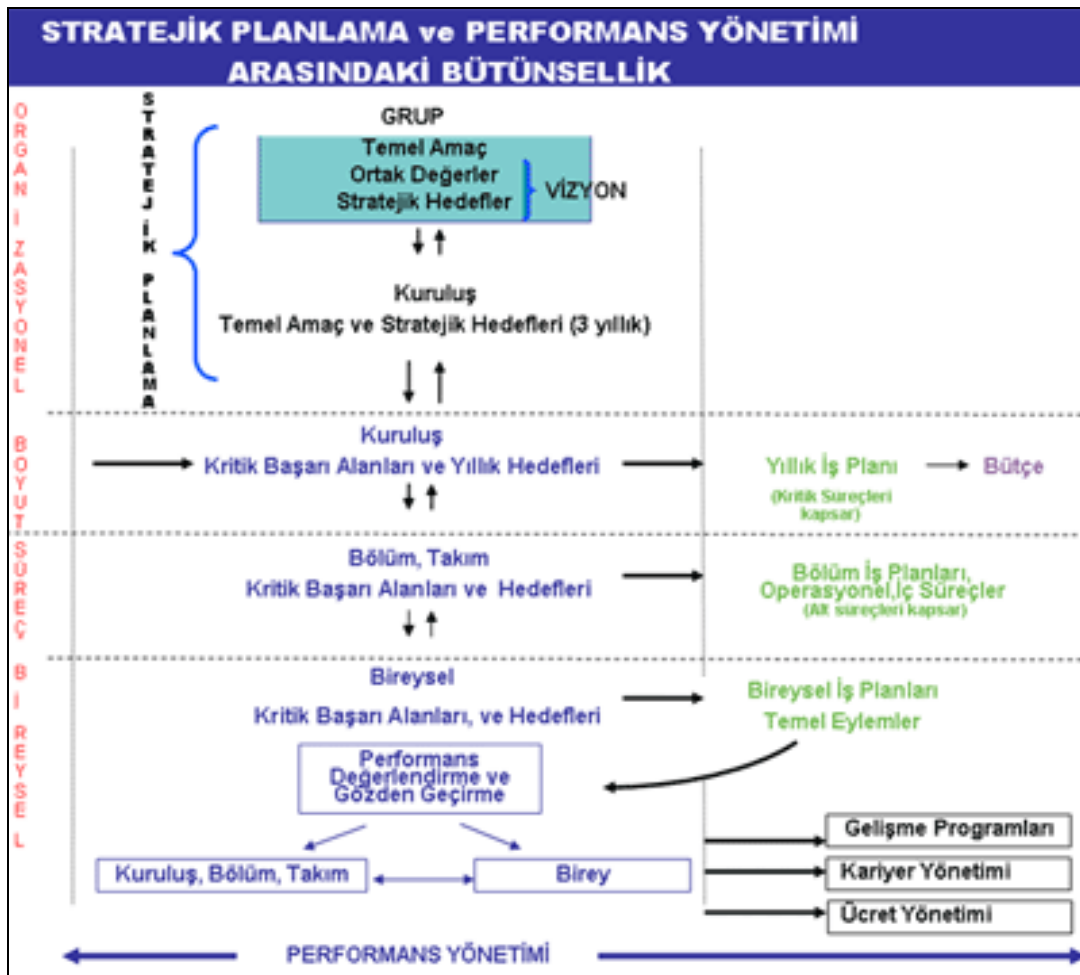 STRATEJİK PLANLAMA ve PERFORMANS YÖNETİMİ
ARASINDAKİ BÜTÜNSELLİK
ORGANİZASYONEL
STRATEJİK PLANLAMA
GRUP
Temel Amaç
Ortak Değerler
Stratejik Hedefler
VİZYON
Kuruluş
Temel Amaç ve Stratejik Hedefleri (3 yıllık)
BOYUT
Kuruluş
Kritik Başarı Alanları ve Yıllık Hedefleri
Yıllık İş Planı
Bütçe
(Kritik Süreçleri
kapsar)
SÜREÇ
Bölüm, Takım
Kritik Başarı Alanları ve Hedefleri
Bölüm İş Planları,
Operasyonel,İç Süreçler
(Alt süreçleri kapsar)
BİREYSEL
Bireysel
Kritik Başarı Alanları, ve Hedefleri
Bireysel İş Planları
Temel Eylemler
Performans
Değerlendirme ve
Gözden Geçirme
Kuruluş, Bölüm, Takım
Birey
Gelişme Programları
Kariyer Yönetimi
Ücret Yönetimi
PERFORMANS YÖNETİMİ